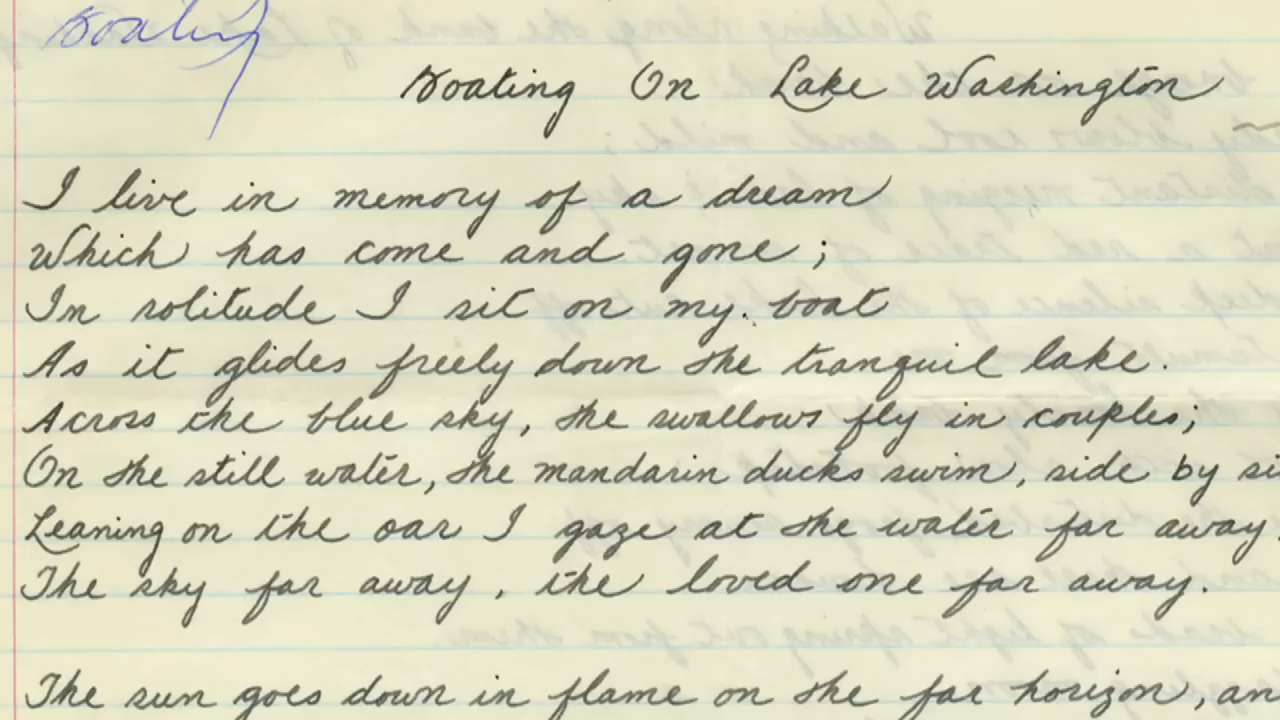 Boating
Boating On Lake Washington
I live in memory of a dream
Which has come and gone;
In solitude I sit on my. boat
As it glides freely down the tranquil lake.
Across the blue sky, the swallows fly in couples;
On the still water, the mandarin ducks swim, side by si
Leaning on the oar I gaze at the water far away.
The sky far away, the loved one far away.
The sun goes down in flame on the far horizon, an